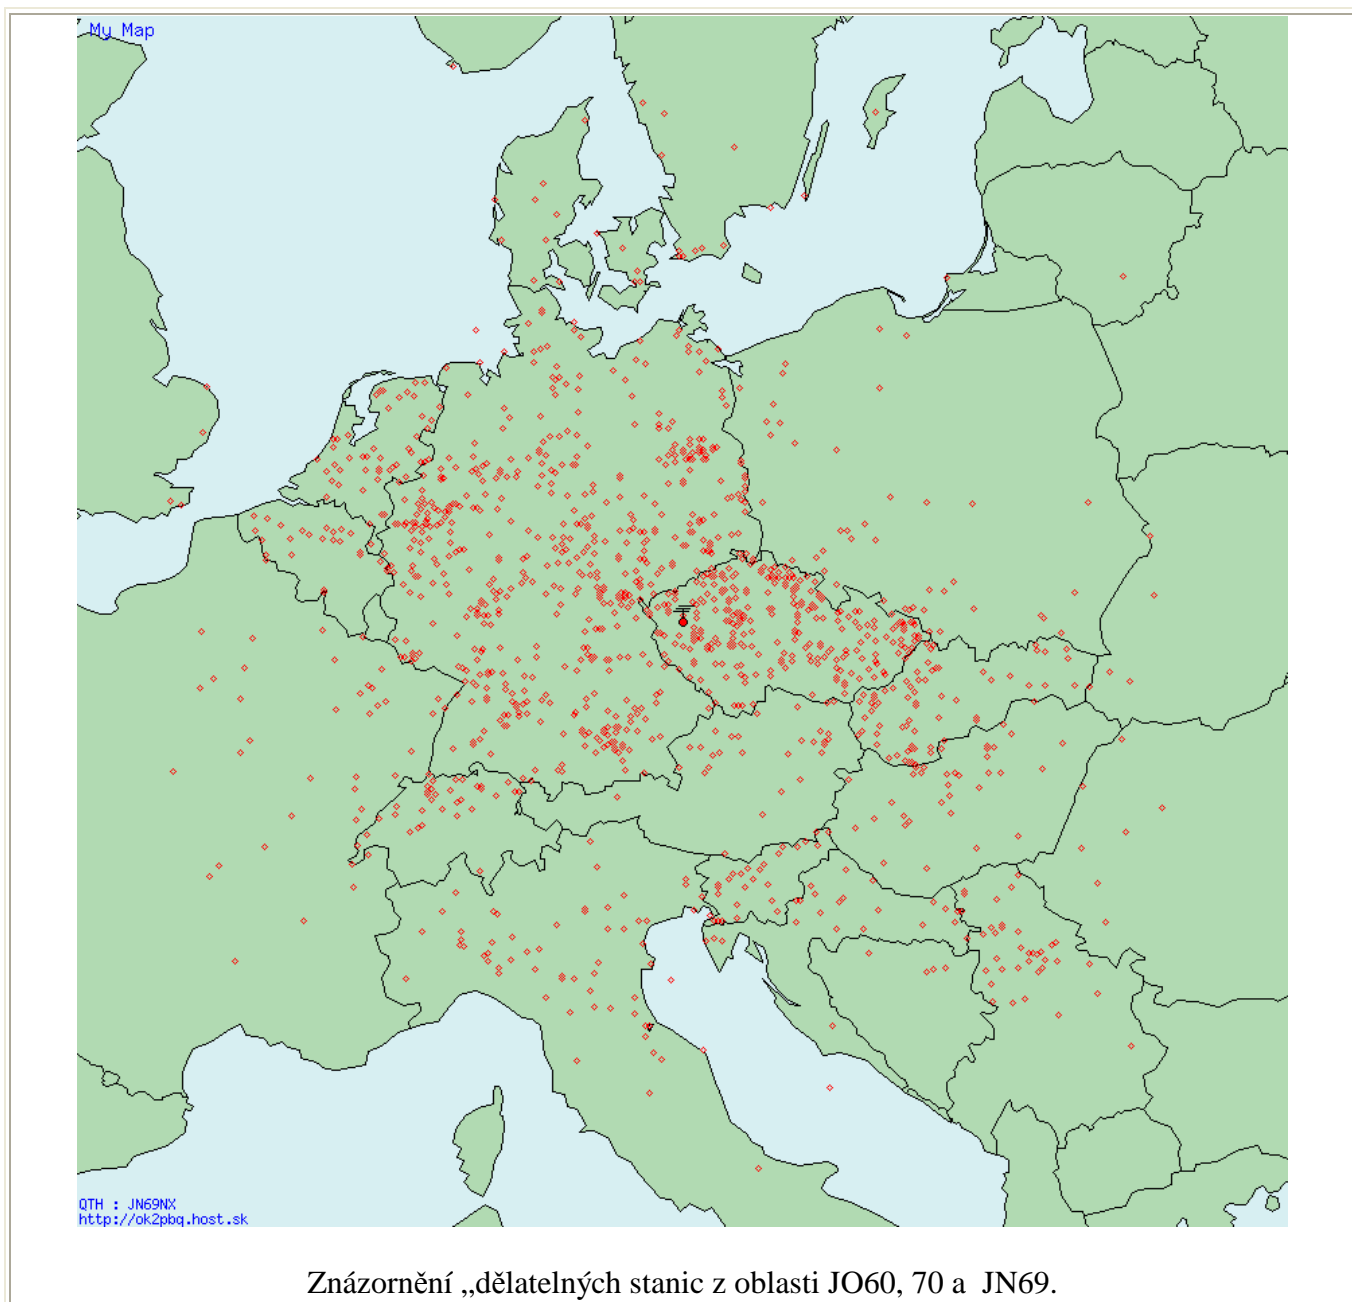 My Map
QTH : JN69NX
http://ok2pbq.host.sk
Znázornění „dělatelných stanic z oblasti JO60, 70 a JN69.